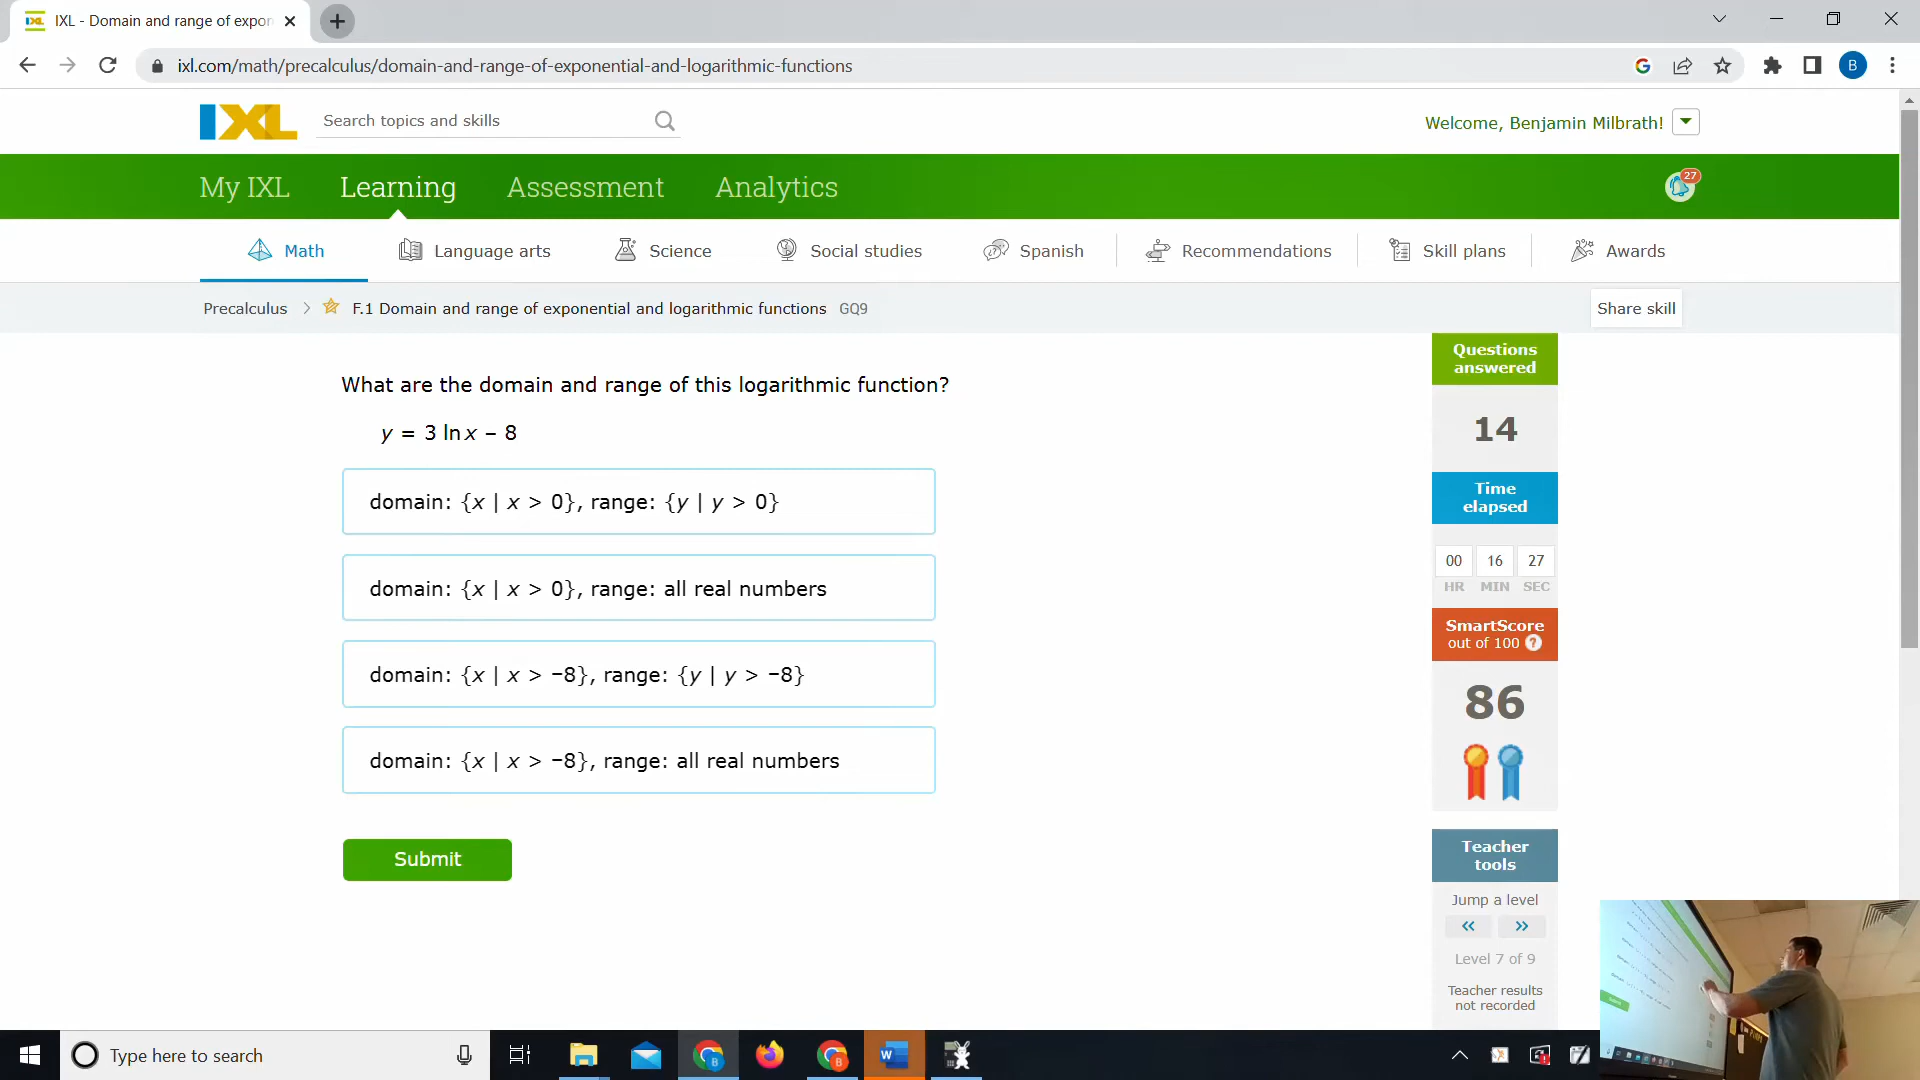 IXL - Domain and range of expon
ixl.com/math/precalculus/domain-and-range-of-exponential-and-logarithmic-functions
B
IXL
Search topics and skills
Welcome, Benjamin Milbrath!
My IXL
Learning
Assessment
Analytics
27
Math
Language arts
Science
Social studies
Spanish
Recommendations
Skill plans
Awards
Precalculus
F.1 Domain and range of exponential and logarithmic functions GQ9
Share skill
What are the domain and range of this logarithmic function?
y = 3 ln x – 8
domain: {x | x > 0}, range: {y | y > 0}
domain: {x | x > 0}, range: all real numbers
domain: {x | x > −8}, range: {y | y > −8}
domain: {x | x > −8}, range: all real numbers
Submit
Questions
answered
14
Time
elapsed
00 16 27
HR MIN SEC
SmartScore
out of 100 ?
86
Teacher
tools
Jump a level
<< >>
Level 7 of 9
Teacher results
not recorded
Type here to search